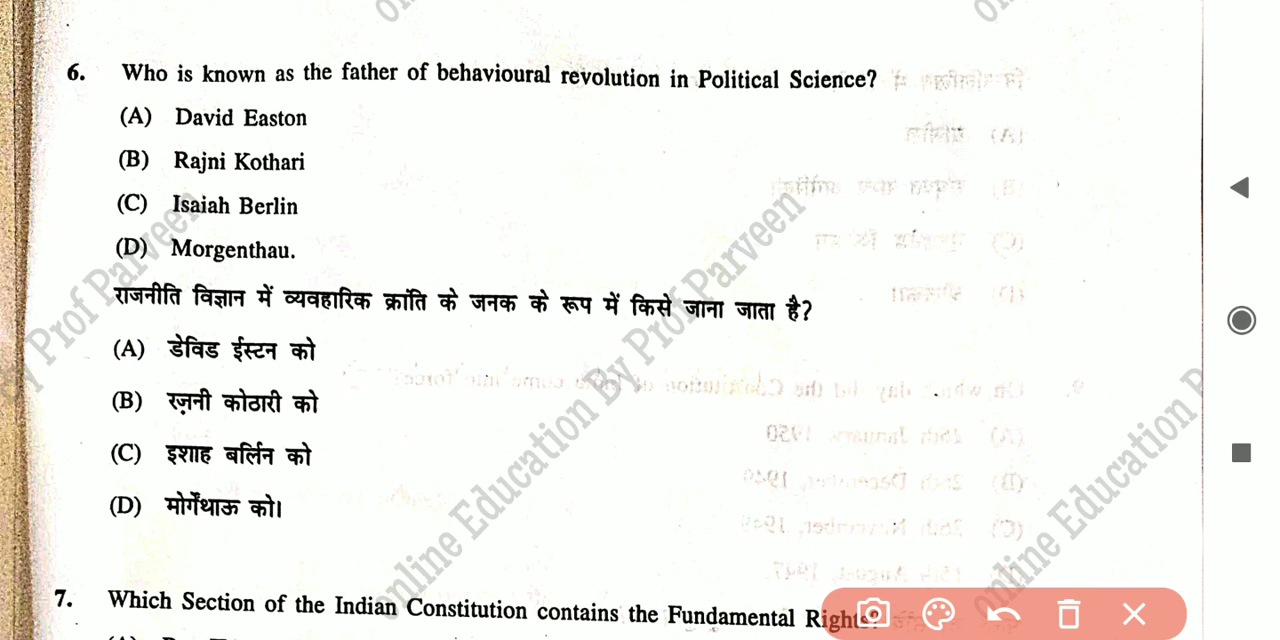 6. Who is known as the father of behavioural revolution in Political Science?
(A) David Easton
(B) Rajni Kothari
(C) Isaiah Berlin
(D) Morgenthau.
राजनीति विज्ञान में व्यवहारिक क्रांति के जनक के रूप में किसे जाना जाता है?
(A) डेविड ईस्टन को
(B) रज़नी कोठारी को
(C) इशाह बर्लिन को
(D) मोर्गेंथाऊ को।
7. Which Section of the Indian Constitution contains the Fundamental Rights?
Online Education By Prof Parveen